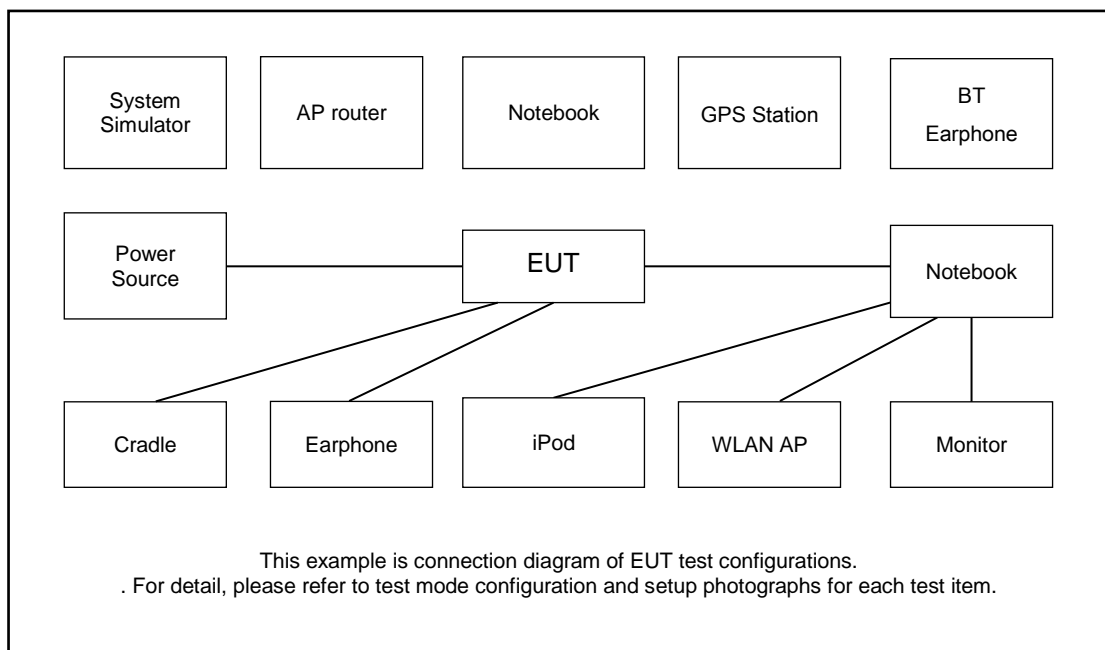 System
Simulator
AP router
Notebook
GPS Station
BT
Earphone
Power
Source
EUT
Notebook
Cradle
Earphone
iPod
WLAN AP
Monitor
This example is connection diagram of EUT test configurations.
. For detail, please refer to test mode configuration and setup photographs for each test item.